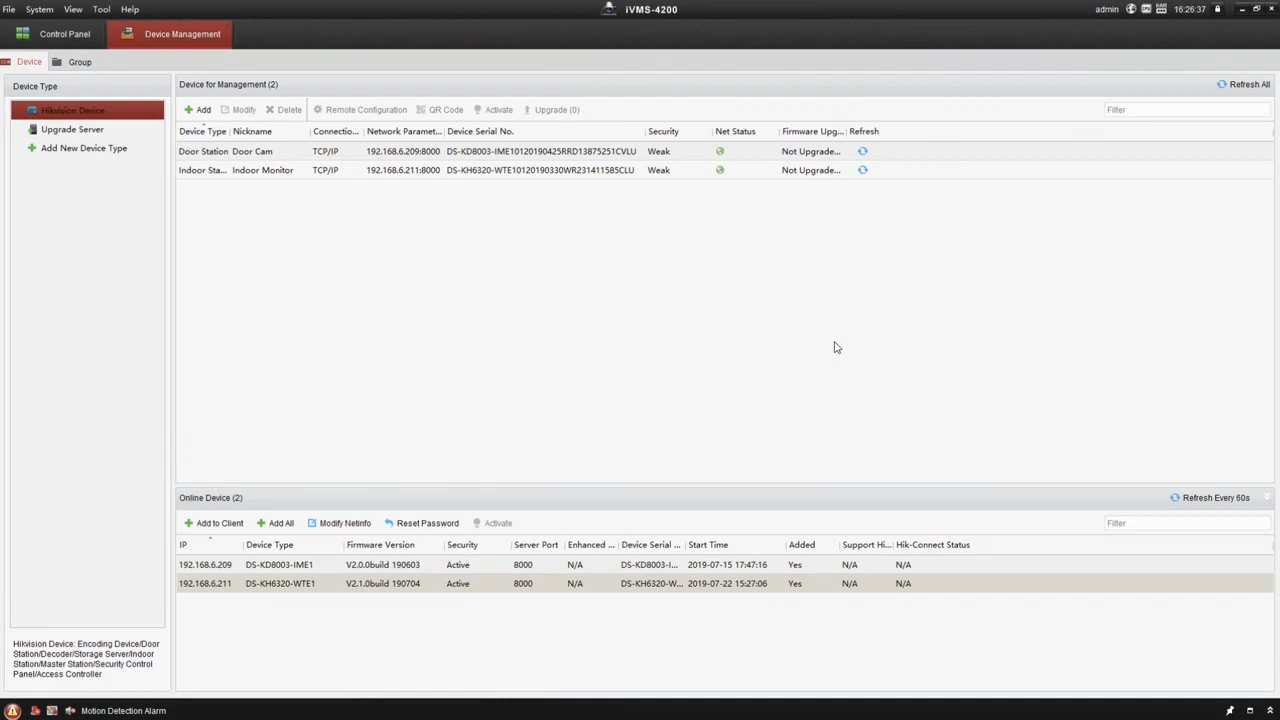 File System View Tool Help iVMS-4200 admin 16:26:37
Control Panel Device Management
Device Group
Device Type
Hikvision Device
Upgrade Server
Add New Device Type
Hikvision Device: Encoding Device/Door
Station/Decoder/Storage Server/Indoor
Station/Master Station/Security Control
Panel/Access Controller
Device for Management (2) Refresh All
Add Modify Delete Remote Configuration QR Code Activate Upgrade (0) Filter
Device Type Nickname Connectio... Network Paramet... Device Serial No. Security Net Status Firmware Upg... Refresh
Door Station Door Cam TCP/IP 192.168.6.209:8000 DS-KD8003-IME10120190425RRD13875251CVLU Weak Not Upgrade...
Indoor Sta... Indoor Monitor TCP/IP 192.168.6.211:8000 DS-KH6320-WTE10120190330WR231411585CLU Weak Not Upgrade...
Online Device (2) Refresh Every 60s
Add to Client Add All Modify Netinfo Reset Password Activate Filter
IP Device Type Firmware Version Security Server Port Enhanced ... Device Serial ... Start Time Added Support Hi... Hik-Connect Status
192.168.6.209 DS-KD8003-IME1 V2.0.0build 190603 Active 8000 N/A DS-KD8003-I... 2019-07-15 17:47:16 Yes N/A N/A
192.168.6.211 DS-KH6320-WTE1 V2.1.0build 190704 Active 8000 N/A DS-KH6320-W... 2019-07-22 15:27:06 Yes N/A N/A
Motion Detection Alarm